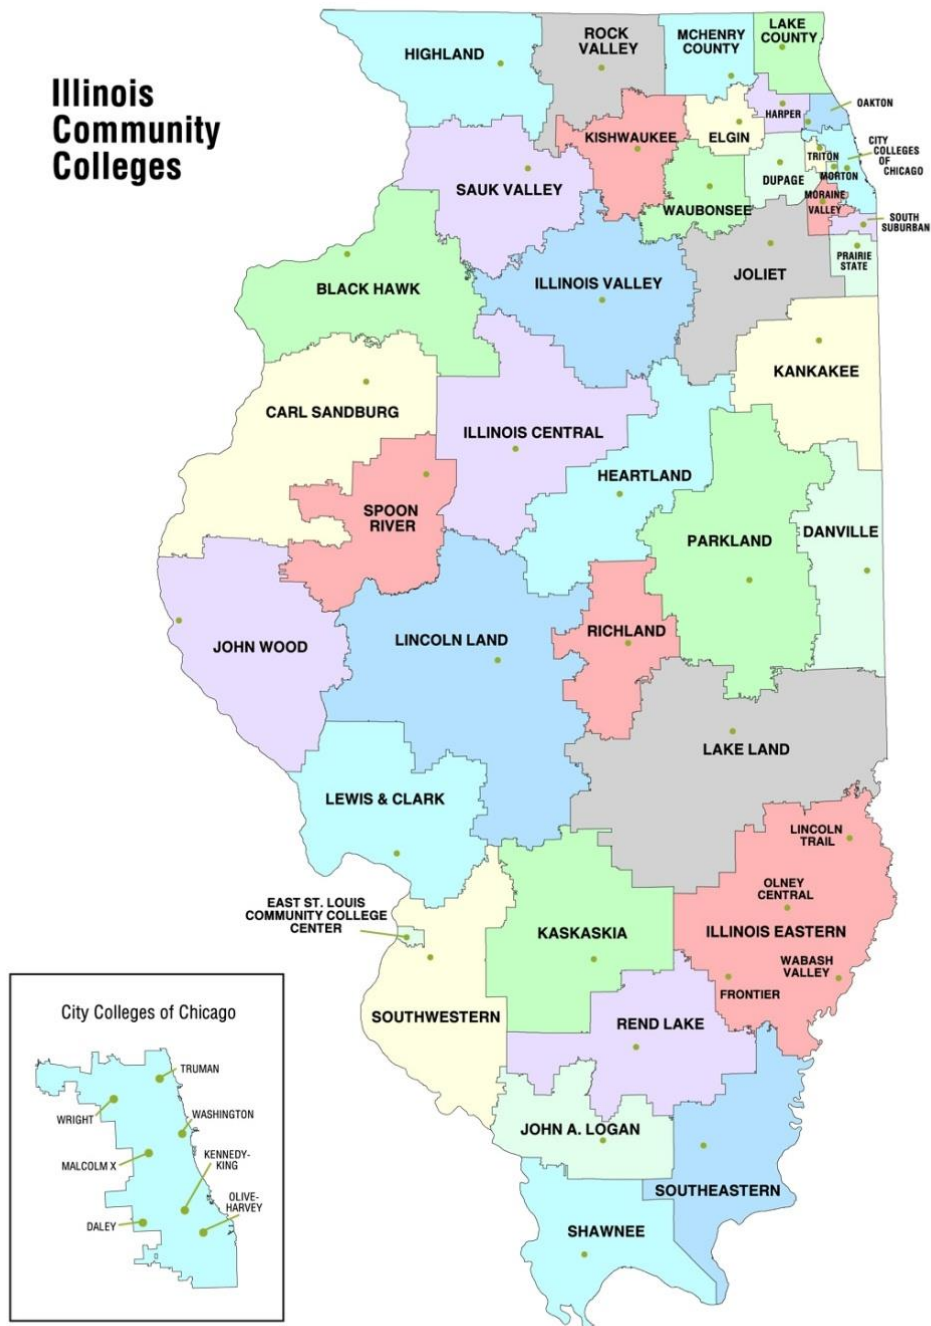 Illinois
Community
Colleges
HIGHLAND
ROCK
VALLEY
MCHENRY
COUNTY
LAKE
COUNTY
HARPER
OAKTON
KISHWAUKEE
ELGIN
CITY
COLLEGES
OF
CHICAGO
TRITON
MORTON
DUPAGE
SAUK VALLEY
MORAINE
VALLEY
WAUBONSEE
SOUTH
SUBURBAN
PRAIRIE
STATE
BLACK HAWK
ILLINOIS VALLEY
JOLIET
KANKAKEE
CARL SANDBURG
ILLINOIS CENTRAL
HEARTLAND
SPOON
RIVER
PARKLAND
DANVILLE
JOHN WOOD
LINCOLN LAND
RICHLAND
LAKE LAND
LEWIS & CLARK
LINCOLN
TRAIL
OLNEY
CENTRAL
EAST ST. LOUIS
COMMUNITY COLLEGE
CENTER
KASKASKIA
ILLINOIS EASTERN
WABASH
VALLEY
FRONTIER
SOUTHWESTERN
REND LAKE
JOHN A. LOGAN
SOUTHEASTERN
SHAWNEE
City Colleges of Chicago
TRUMAN
WRIGHT
WASHINGTON
MALCOLM X
KENNEDY-
KING
OLIVE-
HARVEY
DALEY